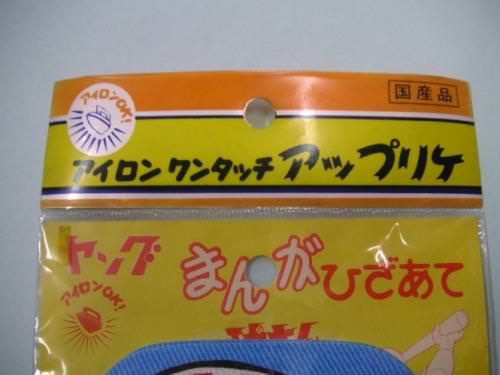 アイロンOK!
国産品
アイロンワンタッチ アップリケ
ヤング
まんがひざあて
アイロンOK!